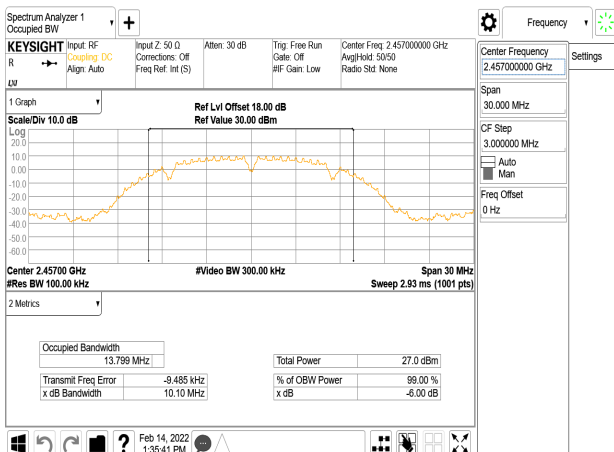 Spectrum Analyzer 1
Occupied BW
▼
+
Frequency
▼
KEYSIGHT
R
Input: RF
Coupling: DC
Align: Auto
Input Z: 50 Ω
Corrections: Off
Freq Ref: Int (S)
Atten: 30 dB
Trig: Free Run
Gate: Off
#IF Gain: Low
Center Freq: 2.457000000 GHz
Avg|Hold: 50/50
Radio Std: None
Center Frequency
2.457000000 GHz
Settings
Span
30.000 MHz
CF Step
3.000000 MHz
Auto
Man
Freq Offset
0 Hz
1 Graph
▼
Scale/Div 10.0 dB
Ref Lvl Offset 18.00 dB
Ref Value 30.00 dBm
Log
20.0
10.0
0.00
-10.0
-20.0
-30.0
-40.0
-50.0
-60.0
Center 2.45700 GHz
#Res BW 100.00 kHz
#Video BW 300.00 kHz
Span 30 MHz
Sweep 2.93 ms (1001 pts)
2 Metrics
▼
Occupied Bandwidth
13.799 MHz
Total Power 27.0 dBm
Transmit Freq Error -9.485 kHz
% of OBW Power 99.00 %
x dB Bandwidth 10.10 MHz
x dB -6.00 dB
?
Feb 14, 2022
1:35:41 PM